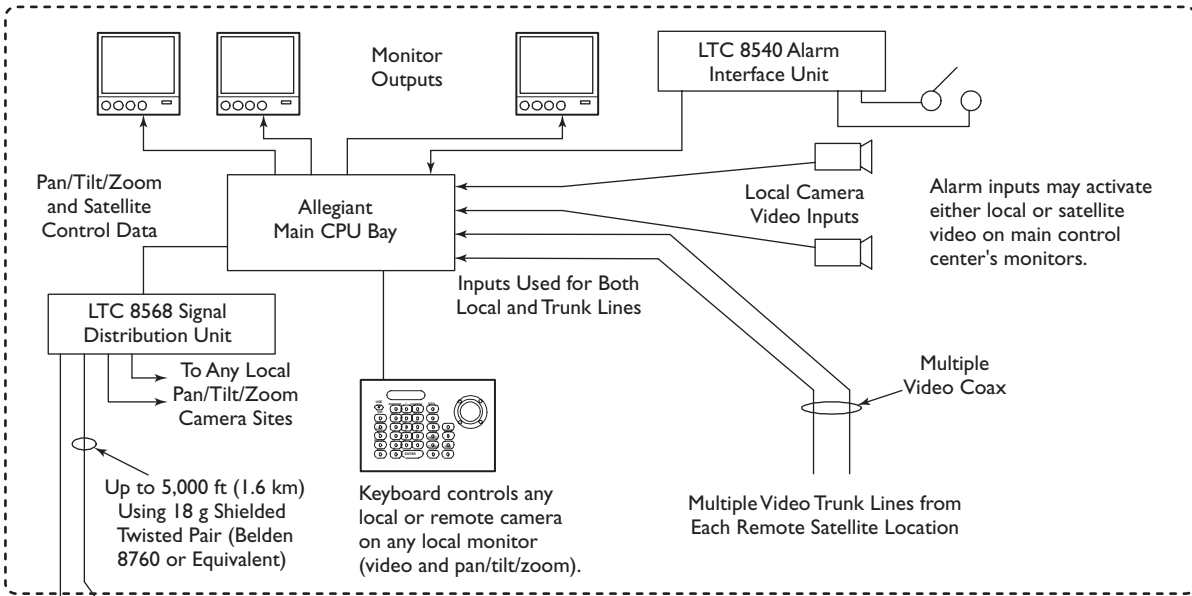 Monitor
Outputs
LTC 8540 Alarm
Interface Unit
Pan/Tilt/Zoom
and Satellite
Control Data
Allegiant
Main CPU Bay
Local Camera
Video Inputs
Alarm inputs may activate
either local or satellite
video on main control
center's monitors.
Inputs Used for Both
Local and Trunk Lines
LTC 8568 Signal
Distribution Unit
To Any Local
Pan/Tilt/Zoom
Camera Sites
Multiple
Video Coax
Up to 5,000 ft (1.6 km)
Using 18 g Shielded
Twisted Pair (Belden
8760 or Equivalent)
Keyboard controls any
local or remote camera
on any local monitor
(video and pan/tilt/zoom).
Multiple Video Trunk Lines from
Each Remote Satellite Location